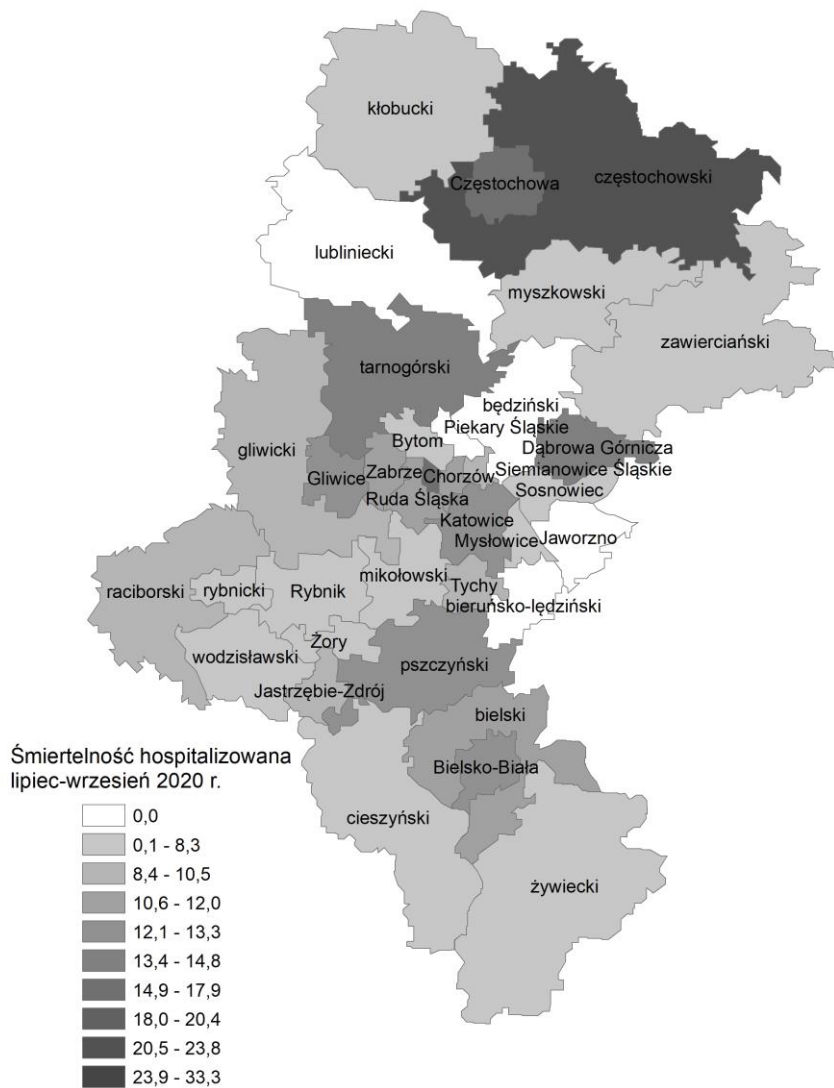 kłobucki
Częstochowa
częstochowski
lubliniecki
myszkowski
zawierciański
tarnogórski
będziński
Piekary Śląskie
Bytom
Dąbrowa Górnicza
gliwicki
Gliwice
Zabrze
Chorzów
Siemianowice Śląskie
Ruda Śląska
Sosnowiec
Katowice
Mysłowice
Jaworzno
raciborski
rybnicki
Rybnik
mikołowski
Tychy
bieruńsko-lędziński
Żory
wodzisławski
pszczyński
Jastrzębie-Zdrój
bielski
Bielsko-Biała
cieszyński
żywiecki
Śmiertelność hospitalizowana
lipiec-wrzesień 2020 r.
0,0
0,1 - 8,3
8,4 - 10,5
10,6 - 12,0
12,1 - 13,3
13,4 - 14,8
14,9 - 17,9
18,0 - 20,4
20,5 - 23,8
23,9 - 33,3